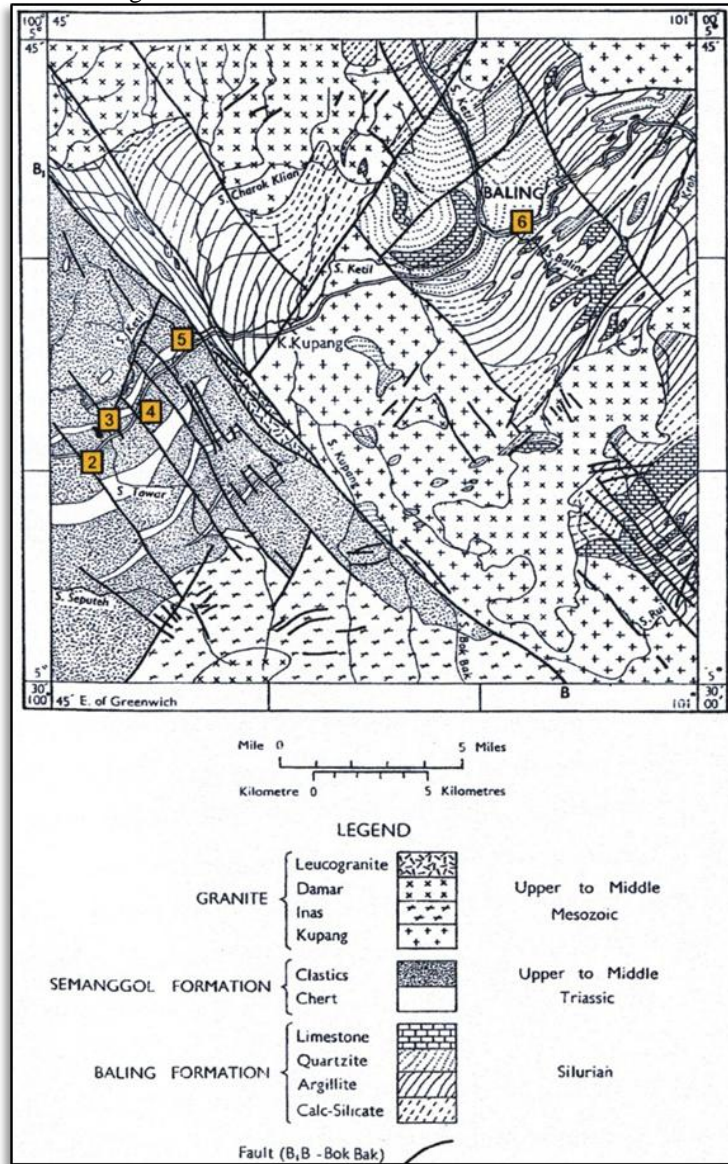 100° 45'
5° 45'
101°
5° 45'
B₁
S. Ketil
S. Charok Klian
BALING
6
S. Kroh
S. Baling
S. Ketil
S. Ketil
5
K.Kupang
3
4
2
S. Kupang
S. Tawar
S. Seputeh
S. Bok Bak
S. Rui
5° 30'
100° 45' E. of Greenwich
B
101°
5° 30'
00'
Mile 0 5 Miles
Kilometre 0 5 Kilometres
LEGEND
GRANITE
Leucogranite
Damar
Inas
Kupang
Upper to Middle
Mesozoic
SEMANGGOL FORMATION
Clastics
Chert
Upper to Middle
Triassic
BALING FORMATION
Limestone
Quartzite
Argillite
Calc-Silicate
Silurian
Fault (B₁B - Bok Bak)